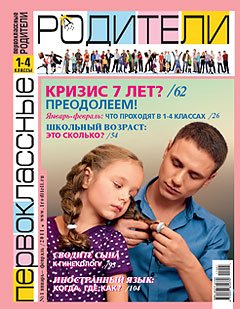 первоклассные
РОДИТЕЛИ
1-4
КЛАССЫ
РОДИТЕЛИ
первоклассные
КРИЗИС 7 ЛЕТ? /62
ПРЕОДОЛЕЕМ!
Январь-февраль: ЧТО ПРОХОДЯТ В 1-4 КЛАССАХ /26
ШКОЛЬНЫЙ ВОЗРАСТ:
ЭТО СКОЛЬКО? /54
СВОДИТЕ СЫНА
К ГИНЕКОЛОГУ
ИНОСТРАННЫЙ ЯЗЫК:
КОГДА, ГДЕ, КАК? /104